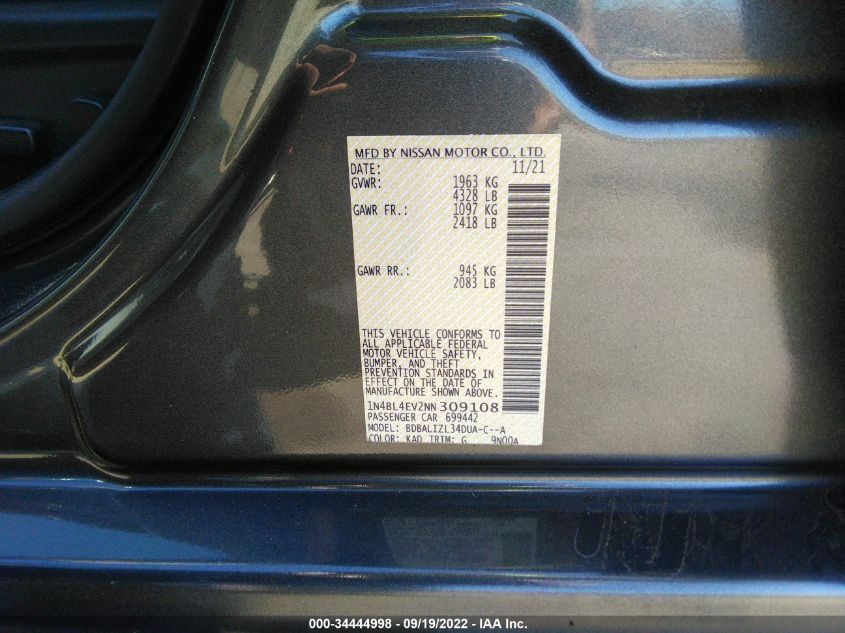 MFD BY NISSAN MOTOR CO., LTD.
DATE: 11/21
GVWR: 1963 KG
4328 LB
GAWR FR.: 1097 KG
2418 LB
GAWR RR.: 945 KG
2083 LB
THIS VEHICLE CONFORMS TO
ALL APPLICABLE FEDERAL
MOTOR VEHICLE SAFETY,
BUMPER, AND THEFT
PREVENTION STANDARDS IN
EFFECT ON THE DATE OF
MANUFACTURE SHOWN ABOVE.
1N4BL4EV2NN309108
PASSENGER CAR 699442
MODEL: BDBALIZL34DUA-C--A
COLOR: KAD TRIM: G 9N00A
000-34444998 - 09/19/2022 - IAA Inc.